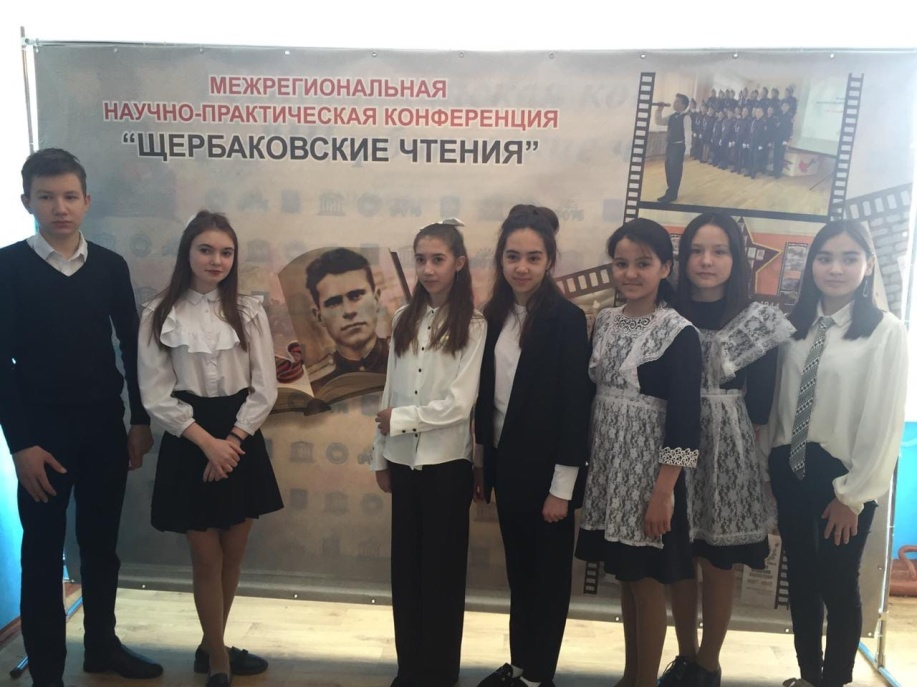 МЕЖРЕГИОНАЛЬНАЯ
НАУЧНО-ПРАКТИЧЕСКАЯ КОНФЕРЕНЦИЯ
“ЩЕРБАКОВСКИЕ ЧТЕНИЯ”